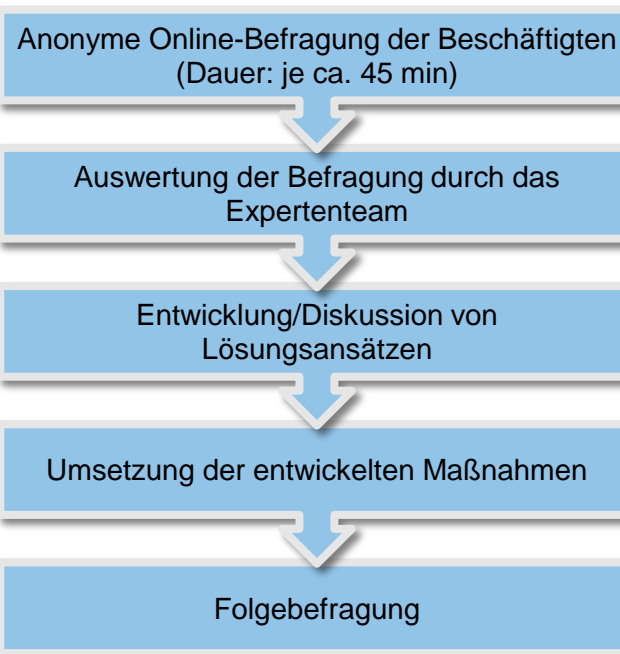 Anonyme Online-Befragung der Beschäftigten
(Dauer: je ca. 45 min)
Auswertung der Befragung durch das
Expertenteam
Entwicklung/Diskussion von
Lösungsansätzen
Umsetzung der entwickelten Maßnahmen
Folgebefragung